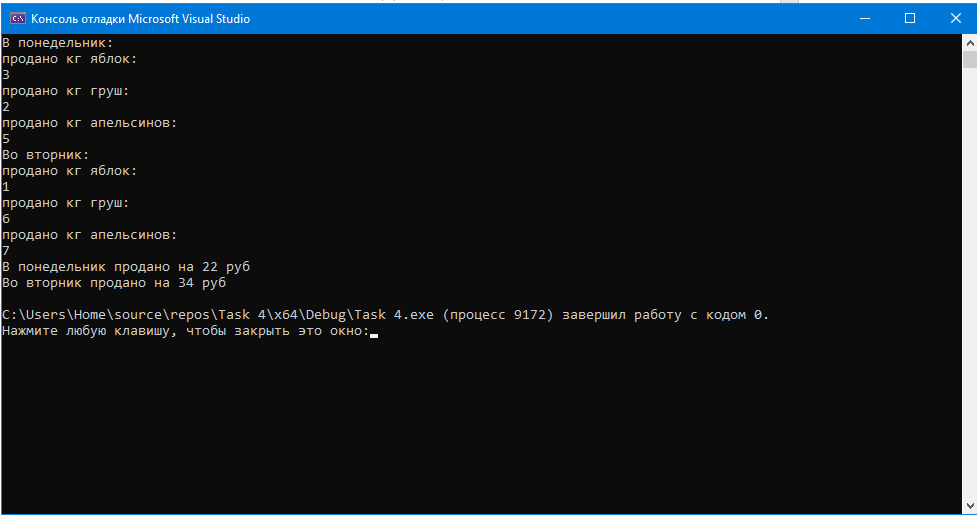 Консоль отладки Microsoft Visual Studio
В понедельник:
продано кг яблок:
3
продано кг груш:
2
продано кг апельсинов:
5
Во вторник:
продано кг яблок:
1
продано кг груш:
6
продано кг апельсинов:
7
В понедельник продано на 22 руб
Во вторник продано на 34 руб
C:\Users\Home\source\repos\Task 4\x64\Debug\Task 4.exe (процесс 9172) завершил работу с кодом 0.
Нажмите любую клавишу, чтобы закрыть это окно: